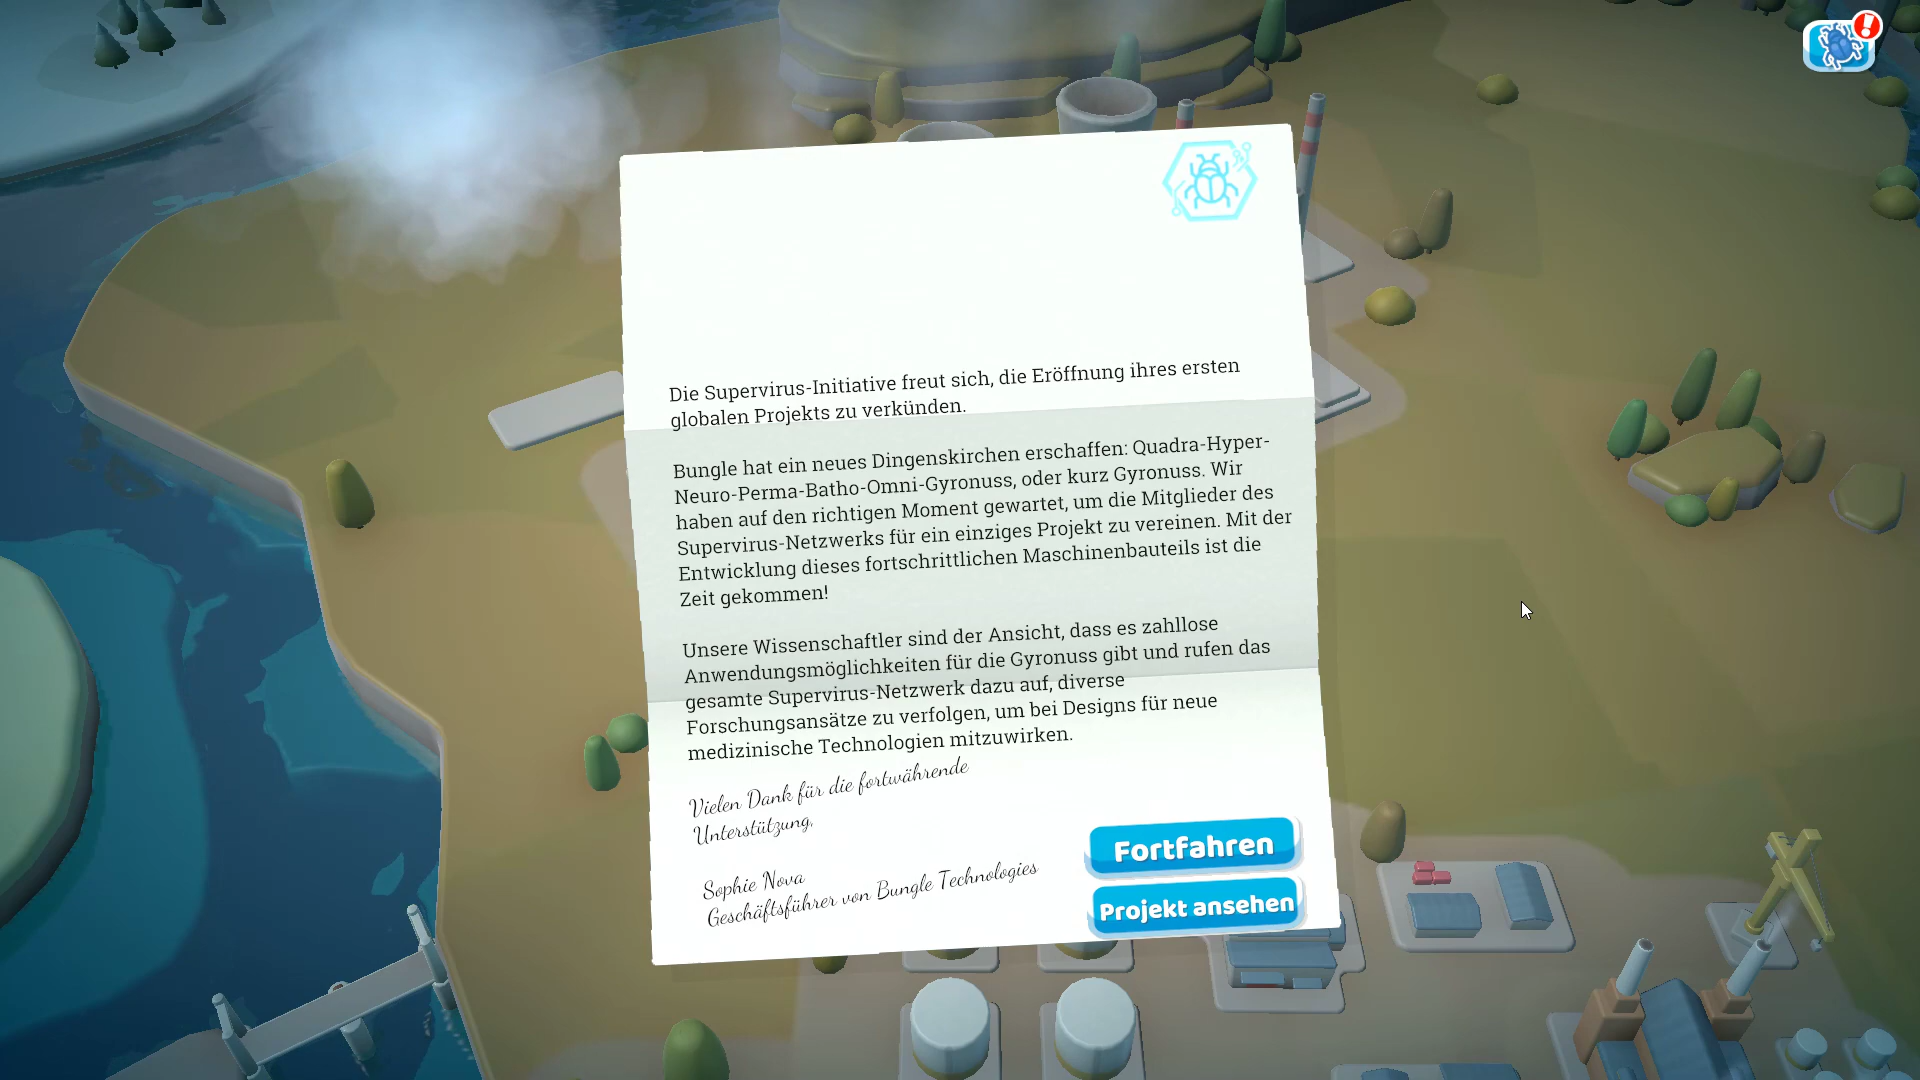 Die Supervirus-Initiative freut sich, die Eröffnung ihres ersten
globalen Projekts zu verkünden.
Bungle hat ein neues Dingenskirchen erschaffen: Quadra-Hyper-
Neuro-Perma-Batho-Omni-Gyronuss, oder kurz Gyronuss. Wir
haben auf den richtigen Moment gewartet, um die Mitglieder des
Supervirus-Netzwerks für ein einziges Projekt zu vereinen. Mit der
Entwicklung dieses fortschrittlichen Maschinenbauteils ist die
Zeit gekommen!
Unsere Wissenschaftler sind der Ansicht, dass es zahllose
Anwendungsmöglichkeiten für die Gyronuss gibt und rufen das
gesamte Supervirus-Netzwerk dazu auf, diverse
Forschungsansätze zu verfolgen, um bei Designs für neue
medizinische Technologien mitzuwirken.
Vielen Dank für die fortwährende
Unterstützung,
Sophie Nova
Geschäftsführer von Bungle Technologies
Fortfahren
Projekt ansehen